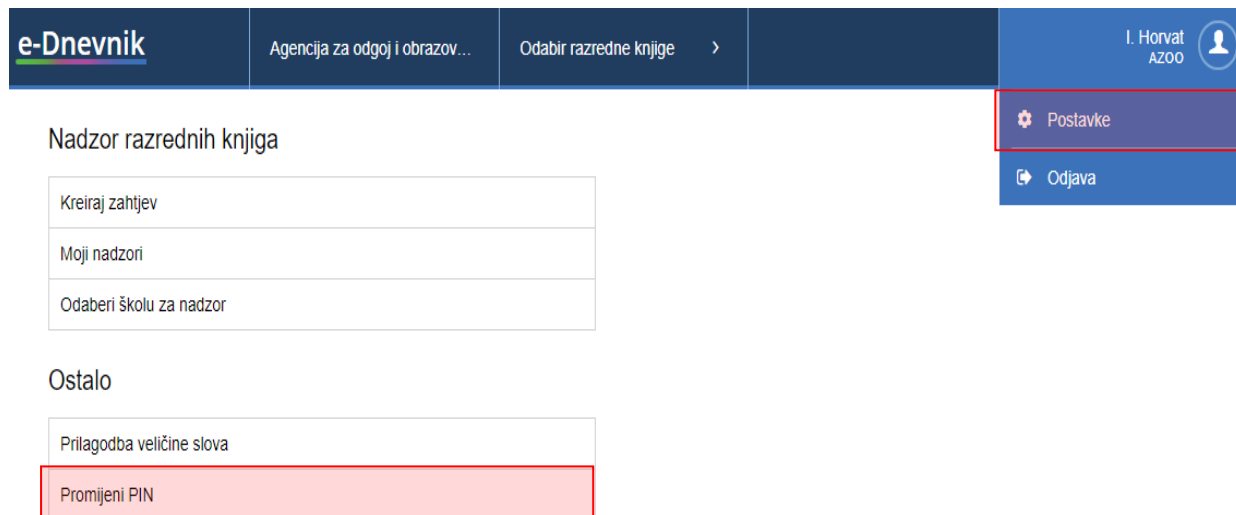 e-Dnevnik
Agencija za odgoj i obrazov...
Odabir razredne knjige >
I. Horvat
AZOO
Postavke
Odjava
Nadzor razrednih knjiga
Kreiraj zahtjev
Moji nadzori
Odaberi školu za nadzor
Ostalo
Prilagodba veličine slova
Promijeni PIN